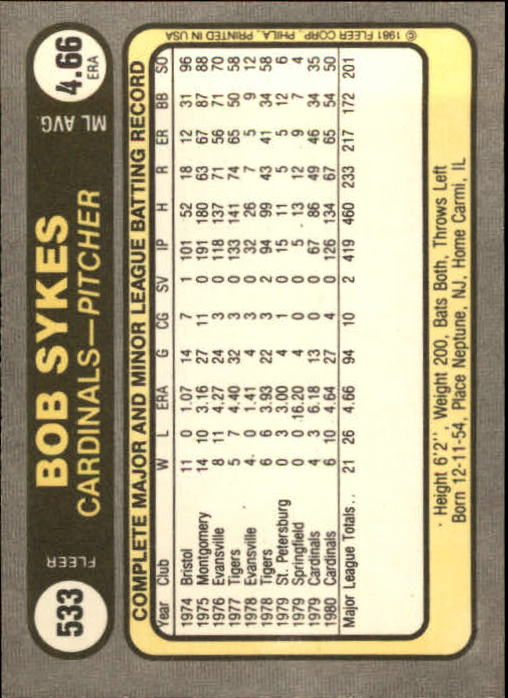 533
FLEER
BOB SYKES
CARDINALS—PITCHER
ML AVG.
4.66
ERA
COMPLETE MAJOR AND MINOR LEAGUE BATTING RECORD
Year Club W L ERA G CG SV IP H R ER BB SO
1974 Bristol 11 0 1.07 14 7 1 101 52 18 12 31 96
1975 Montgomery 14 10 3.16 27 11 0 191 180 63 67 87 88
1976 Evansville 8 11 4.27 24 3 0 118 137 71 56 71 70
1977 Tigers 5 7 4.40 32 3 0 133 141 74 65 50 58
1978 Evansville 4 0 1.41 4 3 0 32 26 7 5 9 12
1978 Tigers 6 6 3.93 22 3 2 94 99 43 41 34 58
1979 St. Petersburg 0 3 3.00 4 1 0 15 11 5 5 12 6
1979 Springfield 0 0 16.20 4 0 0 5 13 12 9 7 4
1979 Cardinals 4 3 6.18 13 0 0 67 86 49 46 34 35
1980 Cardinals 6 10 4.64 27 4 0 126 134 67 65 54 50
Major League Totals . . 21 26 4.66 94 10 2 419 460 233 217 172 201
Height 6'2'', Weight 200, Bats Both, Throws Left
Born 12-11-54, Place Neptune, NJ, Home Carmi, IL
© 1981 FLEER CORP., PHILA., PRINTED IN USA